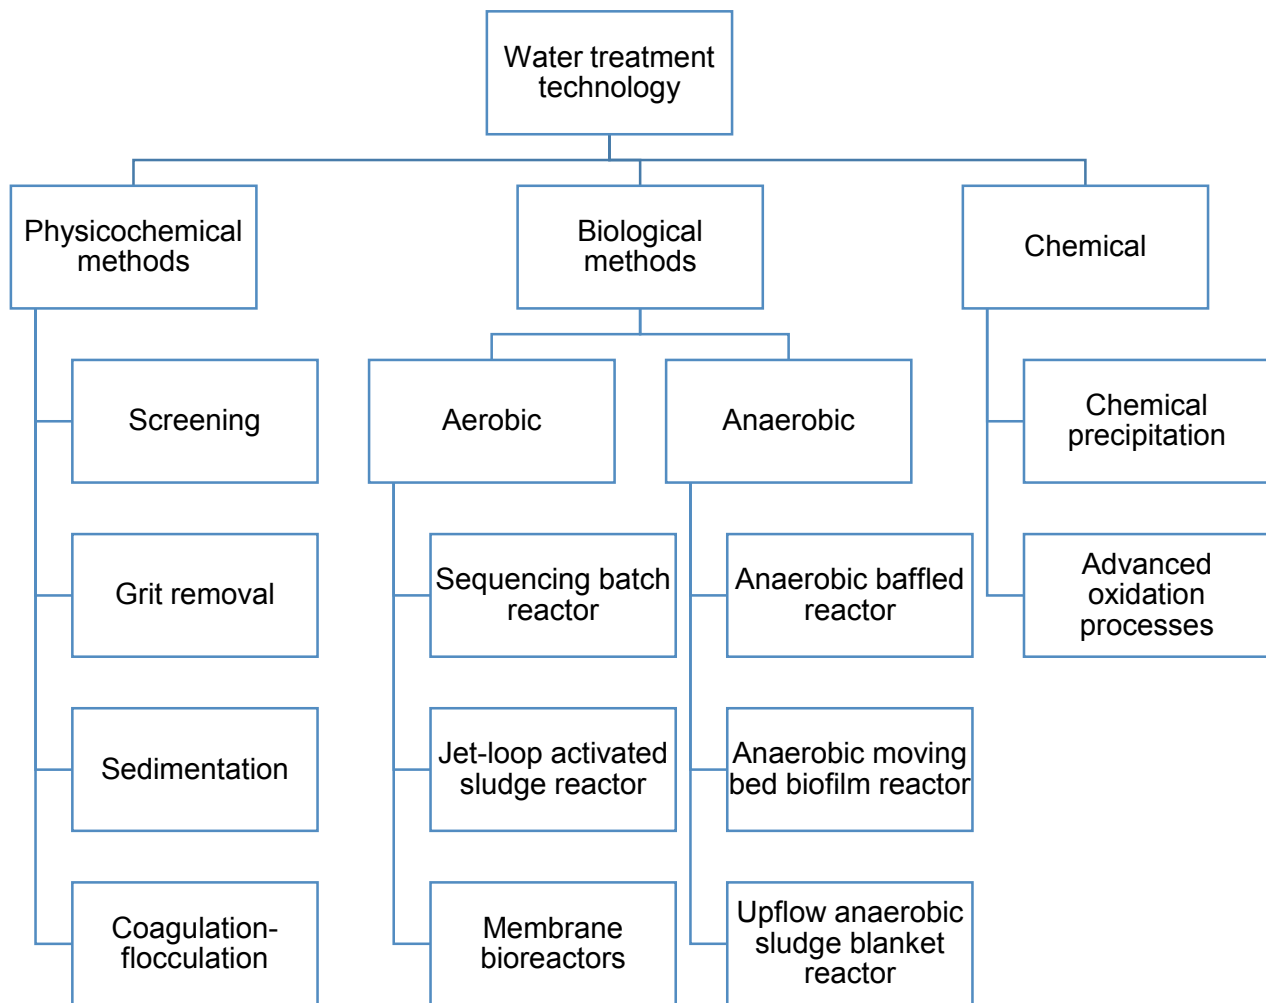 Water treatment
technology
Physicochemical
methods
Biological
methods
Chemical
Screening
Aerobic
Anaerobic
Chemical
precipitation
Grit removal
Sequencing batch
reactor
Anaerobic baffled
reactor
Advanced
oxidation
processes
Sedimentation
Jet-loop activated
sludge reactor
Anaerobic moving
bed biofilm reactor
Coagulation-
flocculation
Membrane
bioreactors
Upflow anaerobic
sludge blanket
reactor